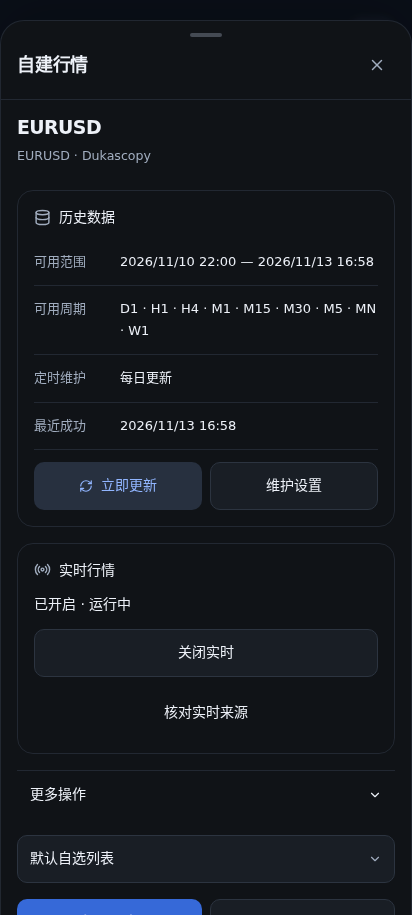 自建行情
EURUSD
EURUSD · Dukascopy
历史数据
可用范围 2026/11/10 22:00 — 2026/11/13 16:58
可用周期 D1 · H1 · H4 · M1 · M15 · M30 · M5 · MN
· W1
定时维护 每日更新
最近成功 2026/11/13 16:58
立即更新 维护设置
实时行情
已开启 · 运行中
关闭实时
核对实时来源
更多操作
默认自选列表